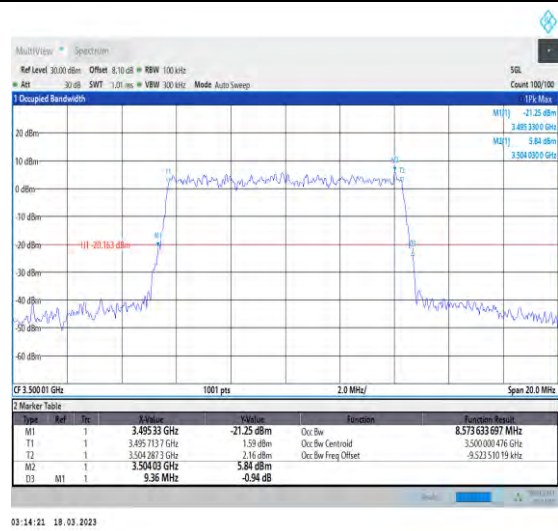 MultiView Spectrum
Ref Level 30.00 dBm Offset 8.10 dB RBW 100 kHz SGL
Att 30 dB SWT 1.01 ms VBW 300 kHz Mode Auto Sweep Count 100/100
1 Occupied Bandwidth 1Pk Max
M1[1] -21.25 dBm
3.495 330 0 GHz
M2[1] 5.84 dBm
3.504 030 0 GHz
20 dBm
10 dBm
0 dBm
-10 dBm
-20 dBm
H1 -20.163 dBm
-30 dBm
-40 dBm
-50 dBm
-60 dBm
M1
T1
M2
T2
CF 3.500 01 GHz 1001 pts 2.0 MHz/ Span 20.0 MHz
2 Marker Table
Type Ref Trc X-Value Y-Value Function Function Result
M1 1 3.495 33 GHz -21.25 dBm Occ Bw 8.573 633 697 MHz
T1 1 3.495 713 7 GHz 1.59 dBm Occ Bw Centroid 3.500 000 476 GHz
T2 1 3.504 287 3 GHz 2.16 dBm Occ Bw Freq Offset -9.523 510 19 kHz
M2 1 3.504 03 GHz 5.84 dBm
D3 M1 1 9.36 MHz -0.94 dB
03:14:21 18.03.2023